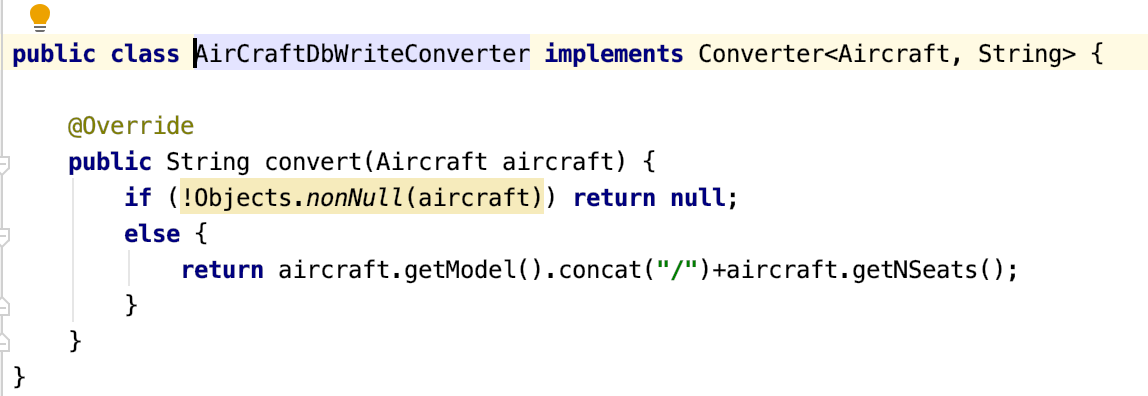 public class AirCraftDbWriteConverter implements Converter<Aircraft, String> {
@Override
public String convert(Aircraft aircraft) {
if (!Objects.nonNull(aircraft)) return null;
else {
return aircraft.getModel().concat("/")+aircraft.getNSeats();
}
}
}